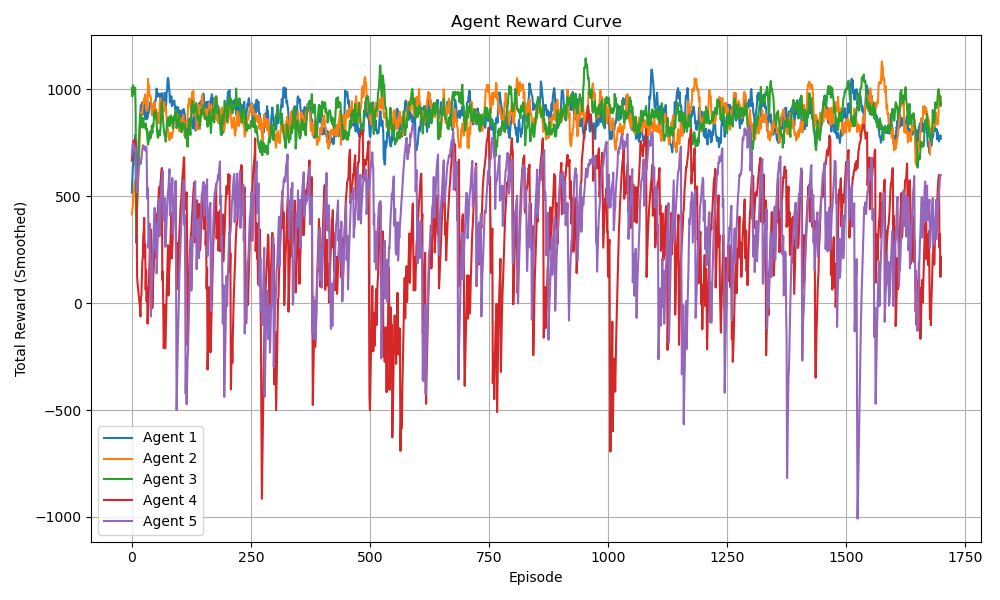 Agent Reward Curve
Total Reward (Smoothed)
1000
500
0
−500
−1000
Agent 1
Agent 2
Agent 3
Agent 4
Agent 5
0 250 500 750 1000 1250 1500 1750
Episode